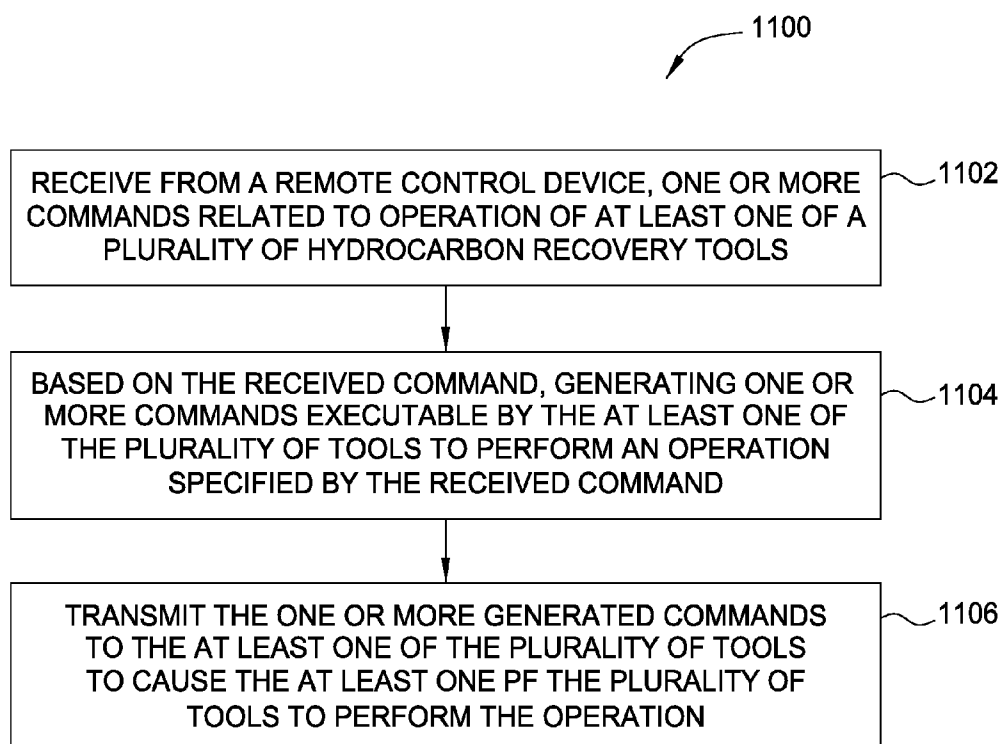 1100
RECEIVE FROM A REMOTE CONTROL DEVICE, ONE OR MORE
COMMANDS RELATED TO OPERATION OF AT LEAST ONE OF A
PLURALITY OF HYDROCARBON RECOVERY TOOLS
1102
BASED ON THE RECEIVED COMMAND, GENERATING ONE OR
MORE COMMANDS EXECUTABLE BY THE AT LEAST ONE OF
THE PLURALITY OF TOOLS TO PERFORM AN OPERATION
SPECIFIED BY THE RECEIVED COMMAND
1104
TRANSMIT THE ONE OR MORE GENERATED COMMANDS
TO THE AT LEAST ONE OF THE PLURALITY OF TOOLS
TO CAUSE THE AT LEAST ONE PF THE PLURALITY OF
TOOLS TO PERFORM THE OPERATION
1106